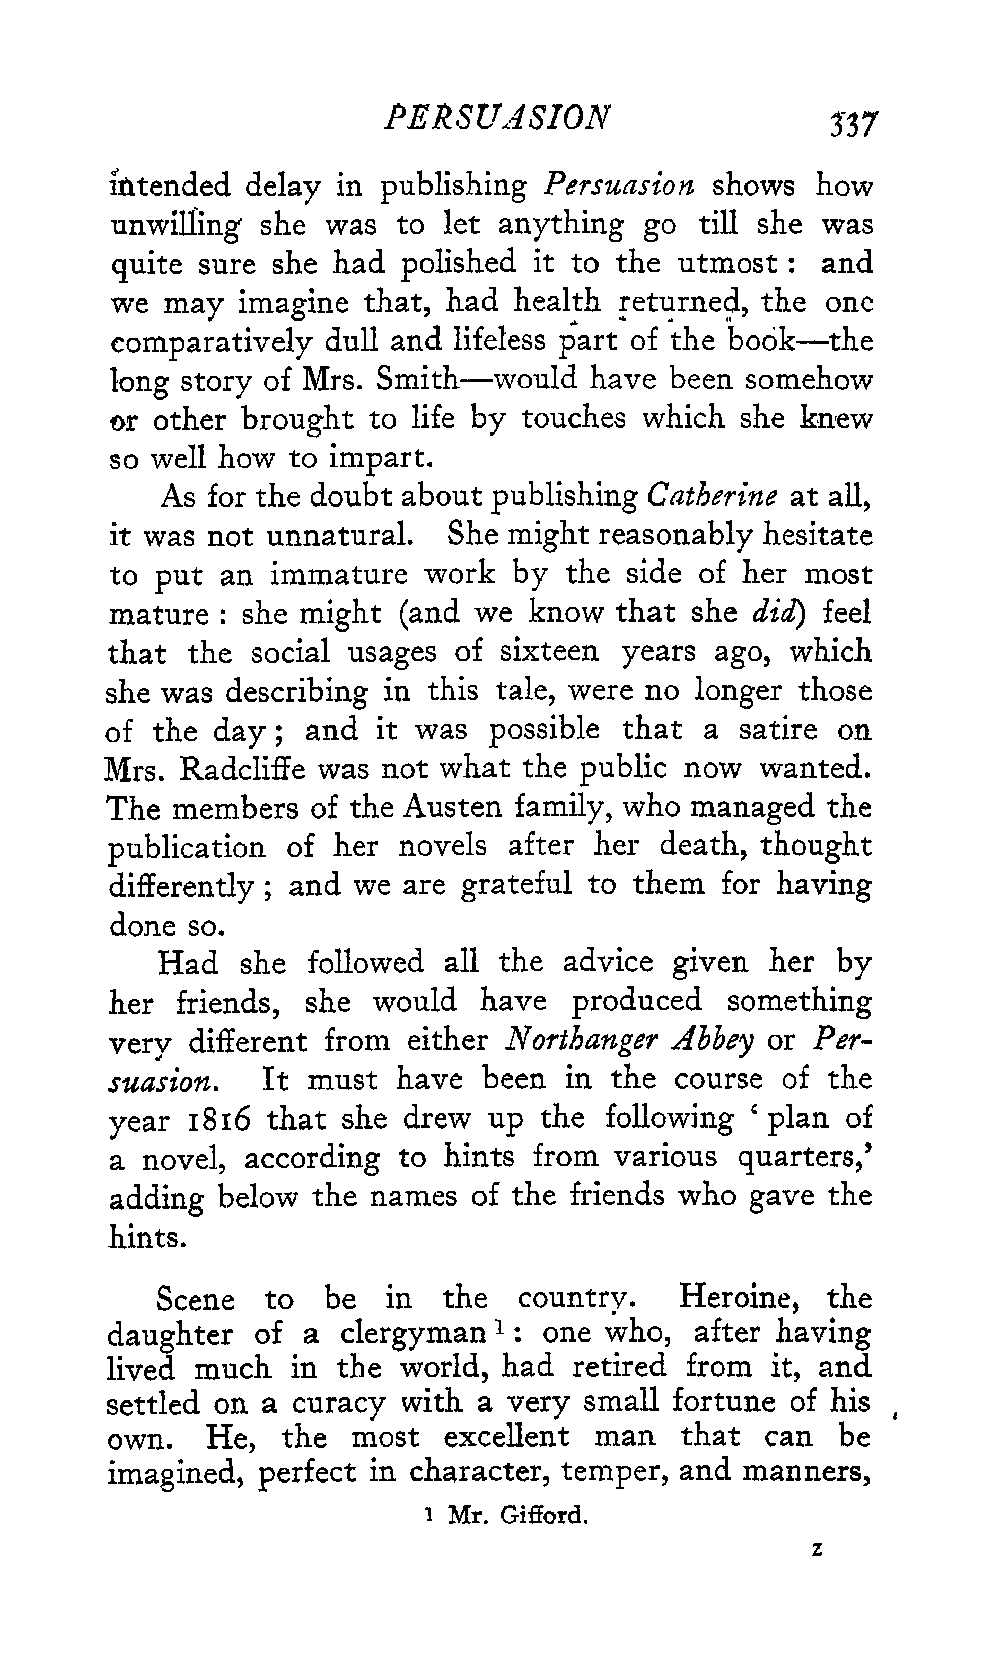 PERSUASION 337
intended delay in publishing Persuasion shows how
unwilling she was to let anything go till she was
quite sure she had polished it to the utmost : and
we may imagine that, had health returned, the one
comparatively dull and lifeless part of the book—the
long story of Mrs. Smith—would have been somehow
or other brought to life by touches which she knew
so well how to impart.
As for the doubt about publishing Catherine at all,
it was not unnatural. She might reasonably hesitate
to put an immature work by the side of her most
mature : she might (and we know that she did) feel
that the social usages of sixteen years ago, which
she was describing in this tale, were no longer those
of the day ; and it was possible that a satire on
Mrs. Radcliffe was not what the public now wanted.
The members of the Austen family, who managed the
publication of her novels after her death, thought
differently ; and we are grateful to them for having
done so.
Had she followed all the advice given her by
her friends, she would have produced something
very different from either Northanger Abbey or Per-
suasion. It must have been in the course of the
year 1816 that she drew up the following ‘ plan of
a novel, according to hints from various quarters,’
adding below the names of the friends who gave the
hints.
Scene to be in the country. Heroine, the
daughter of a clergyman ¹ : one who, after having
lived much in the world, had retired from it, and
settled on a curacy with a very small fortune of his
own. He, the most excellent man that can be
imagined, perfect in character, temper, and manners,
¹ Mr. Gifford.
z